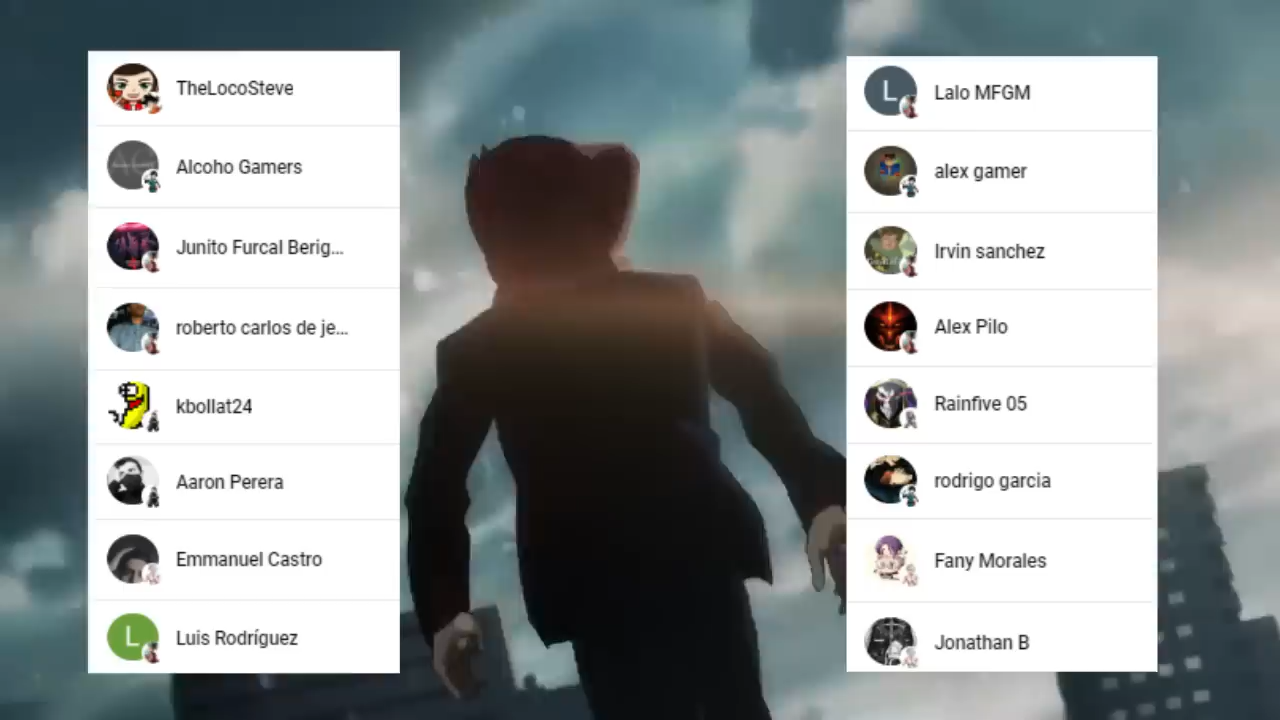 TheLocoSteve
Alcoho Gamers
Junito Furcal Berig...
roberto carlos de je...
kbollat24
Aaron Perera
Emmanuel Castro
L
Luis Rodríguez
L
Lalo MFGM
alex gamer
Irvin sanchez
Alex Pilo
Rainfive 05
rodrigo garcia
Fany Morales
Jonathan B